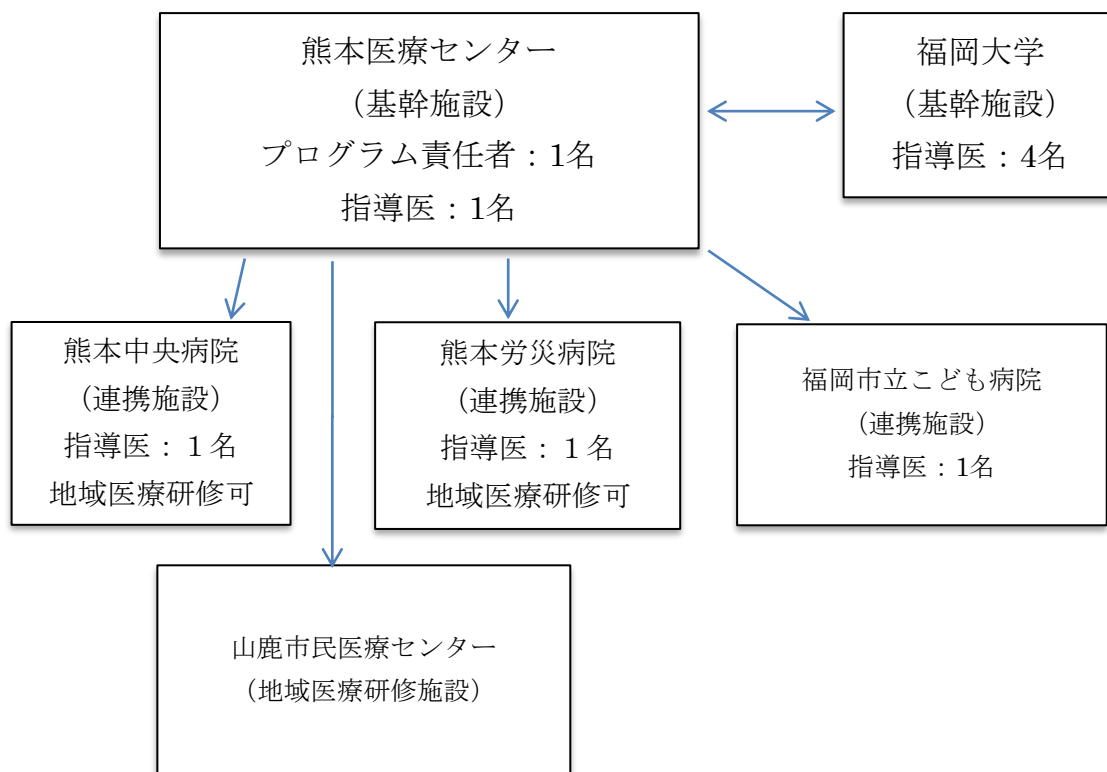 熊本医療センター
（基幹施設）
プログラム責任者：1名
指導医：1名
福岡大学
（基幹施設）
指導医：4名
熊本中央病院
（連携施設）
指導医：１名
地域医療研修可
熊本労災病院
（連携施設）
指導医：１名
地域医療研修可
福岡市立こども病院
（連携施設）
指導医：1名
山鹿市民医療センター
（地域医療研修施設）